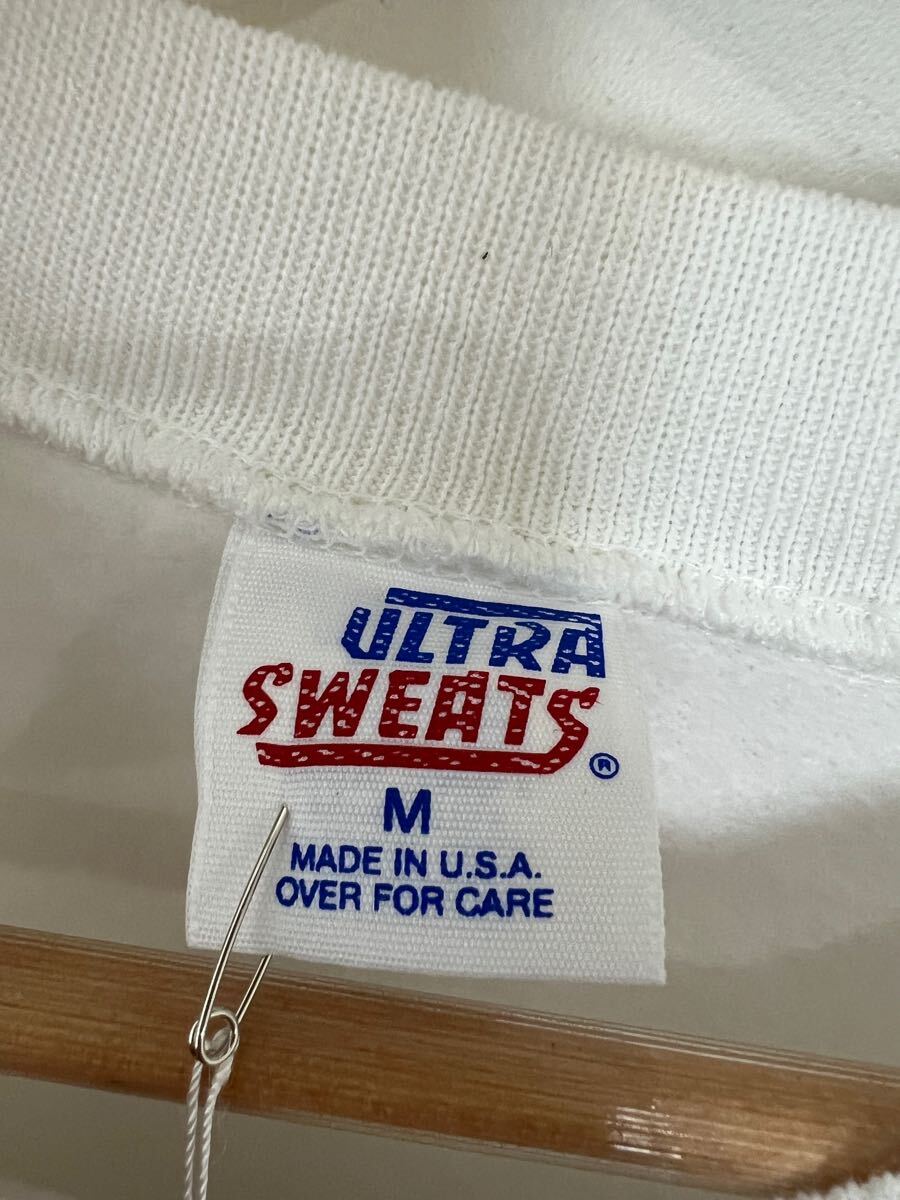 ULTRA
SWEATS®
M
MADE IN U.S.A.
OVER FOR CARE